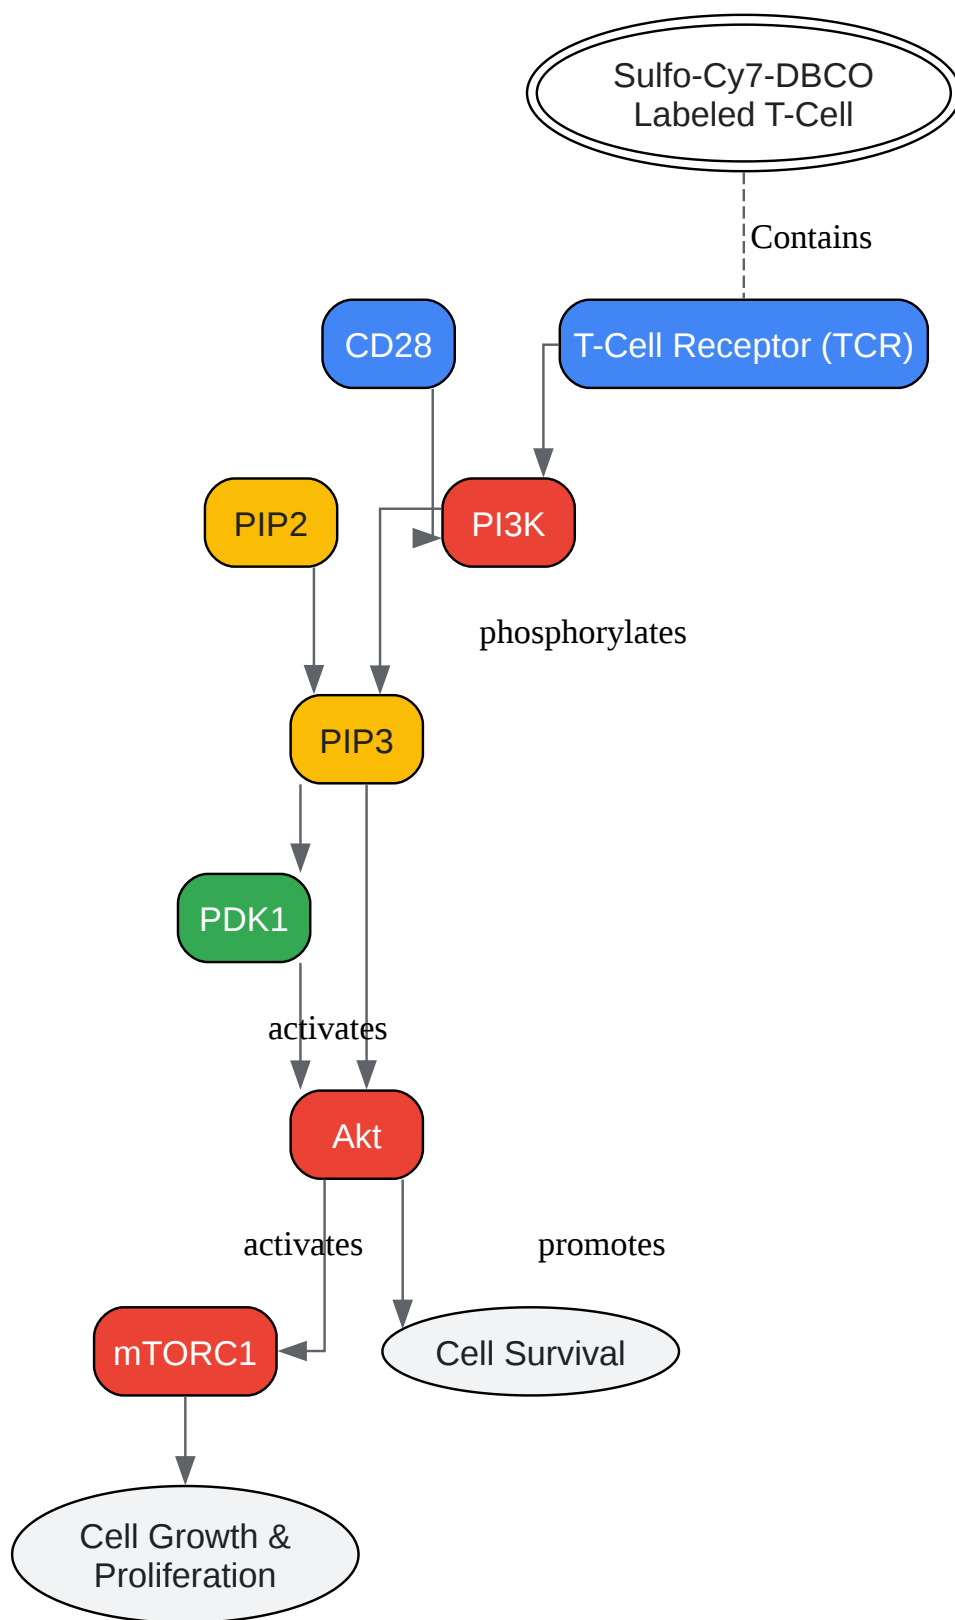 Sulfo-Cy7-DBCO
Labeled T-Cell
Contains
CD28
T-Cell Receptor (TCR)
PIP2
PI3K
phosphorylates
PIP3
PDK1
activates
Akt
activates
promotes
mTORC1
Cell Survival
Cell Growth &
Proliferation